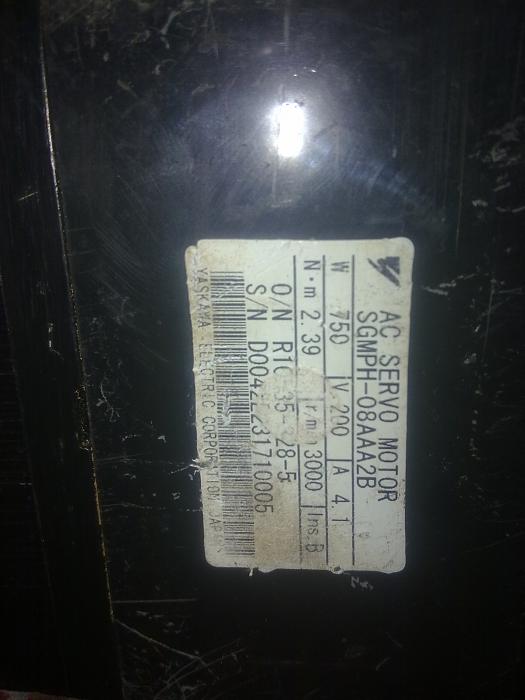 AC SERVO MOTOR
SGMPH-08AAA2B
W 750 V 200 A 4.1
N·m 2.39 r/min 3000 Ins. B
O/N
S/N
YASKAWA ELECTRIC CORPORATION JAPAN